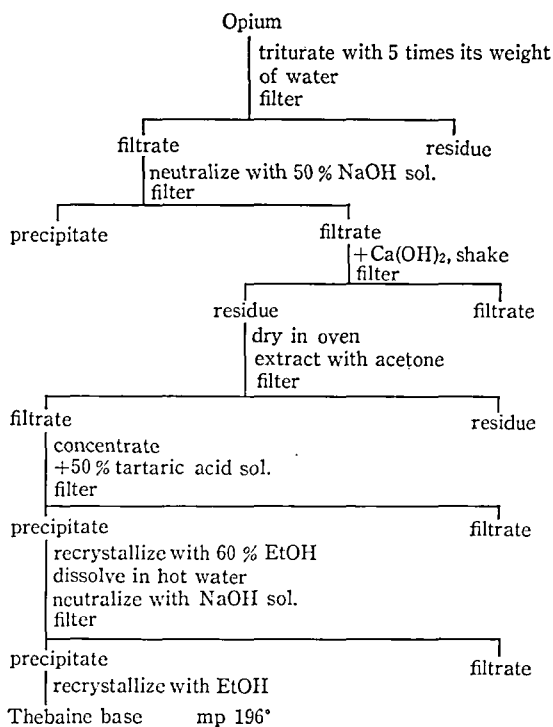 Opium
triturate with 5 times its weight
of water
filter
filtrate residue
neutralize with 50 % NaOH sol.
filter
precipitate filtrate
+Ca(OH)₂, shake
filter
residue filtrate
dry in oven
extract with acetone
filter
filtrate residue
concentrate
+50 % tartaric acid sol.
filter
precipitate filtrate
recrystallize with 60 % EtOH
dissolve in hot water
neutralize with NaOH sol.
filter
precipitate filtrate
recrystallize with EtOH
Thebaine base mp 196°